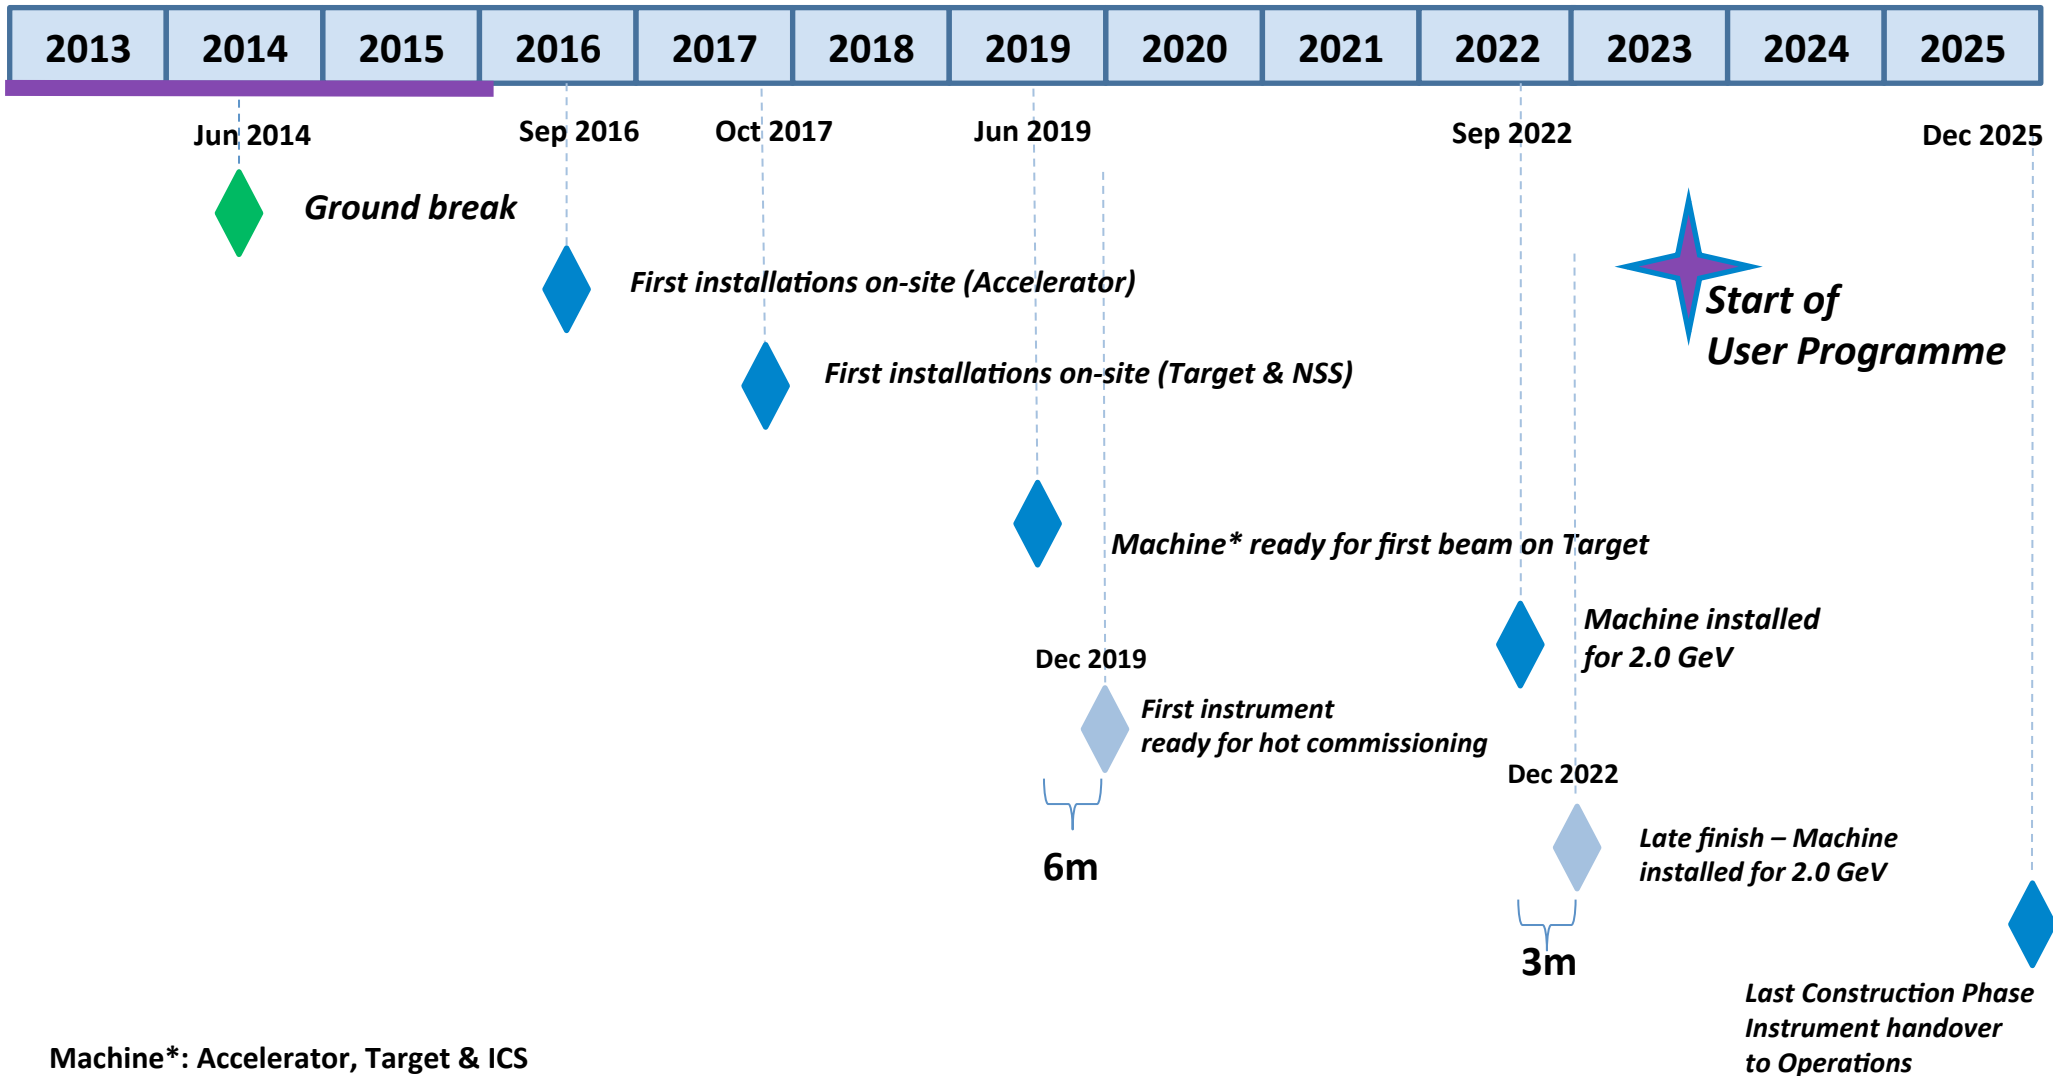 2013 2014 2015 2016 2017 2018 2019 2020 2021 2022 2023 2024 2025
Jun 2014
Sep 2016
Oct 2017
Jun 2019
Sep 2022
Dec 2025
Ground break
First installations on-site (Accelerator)
Start of
User Programme
First installations on-site (Target & NSS)
Machine* ready for first beam on Target
Machine installed
for 2.0 GeV
Dec 2019
First instrument
ready for hot commissioning
Dec 2022
6m
Late finish – Machine
installed for 2.0 GeV
3m
Last Construction Phase
Instrument handover
to Operations
Machine*: Accelerator, Target & ICS